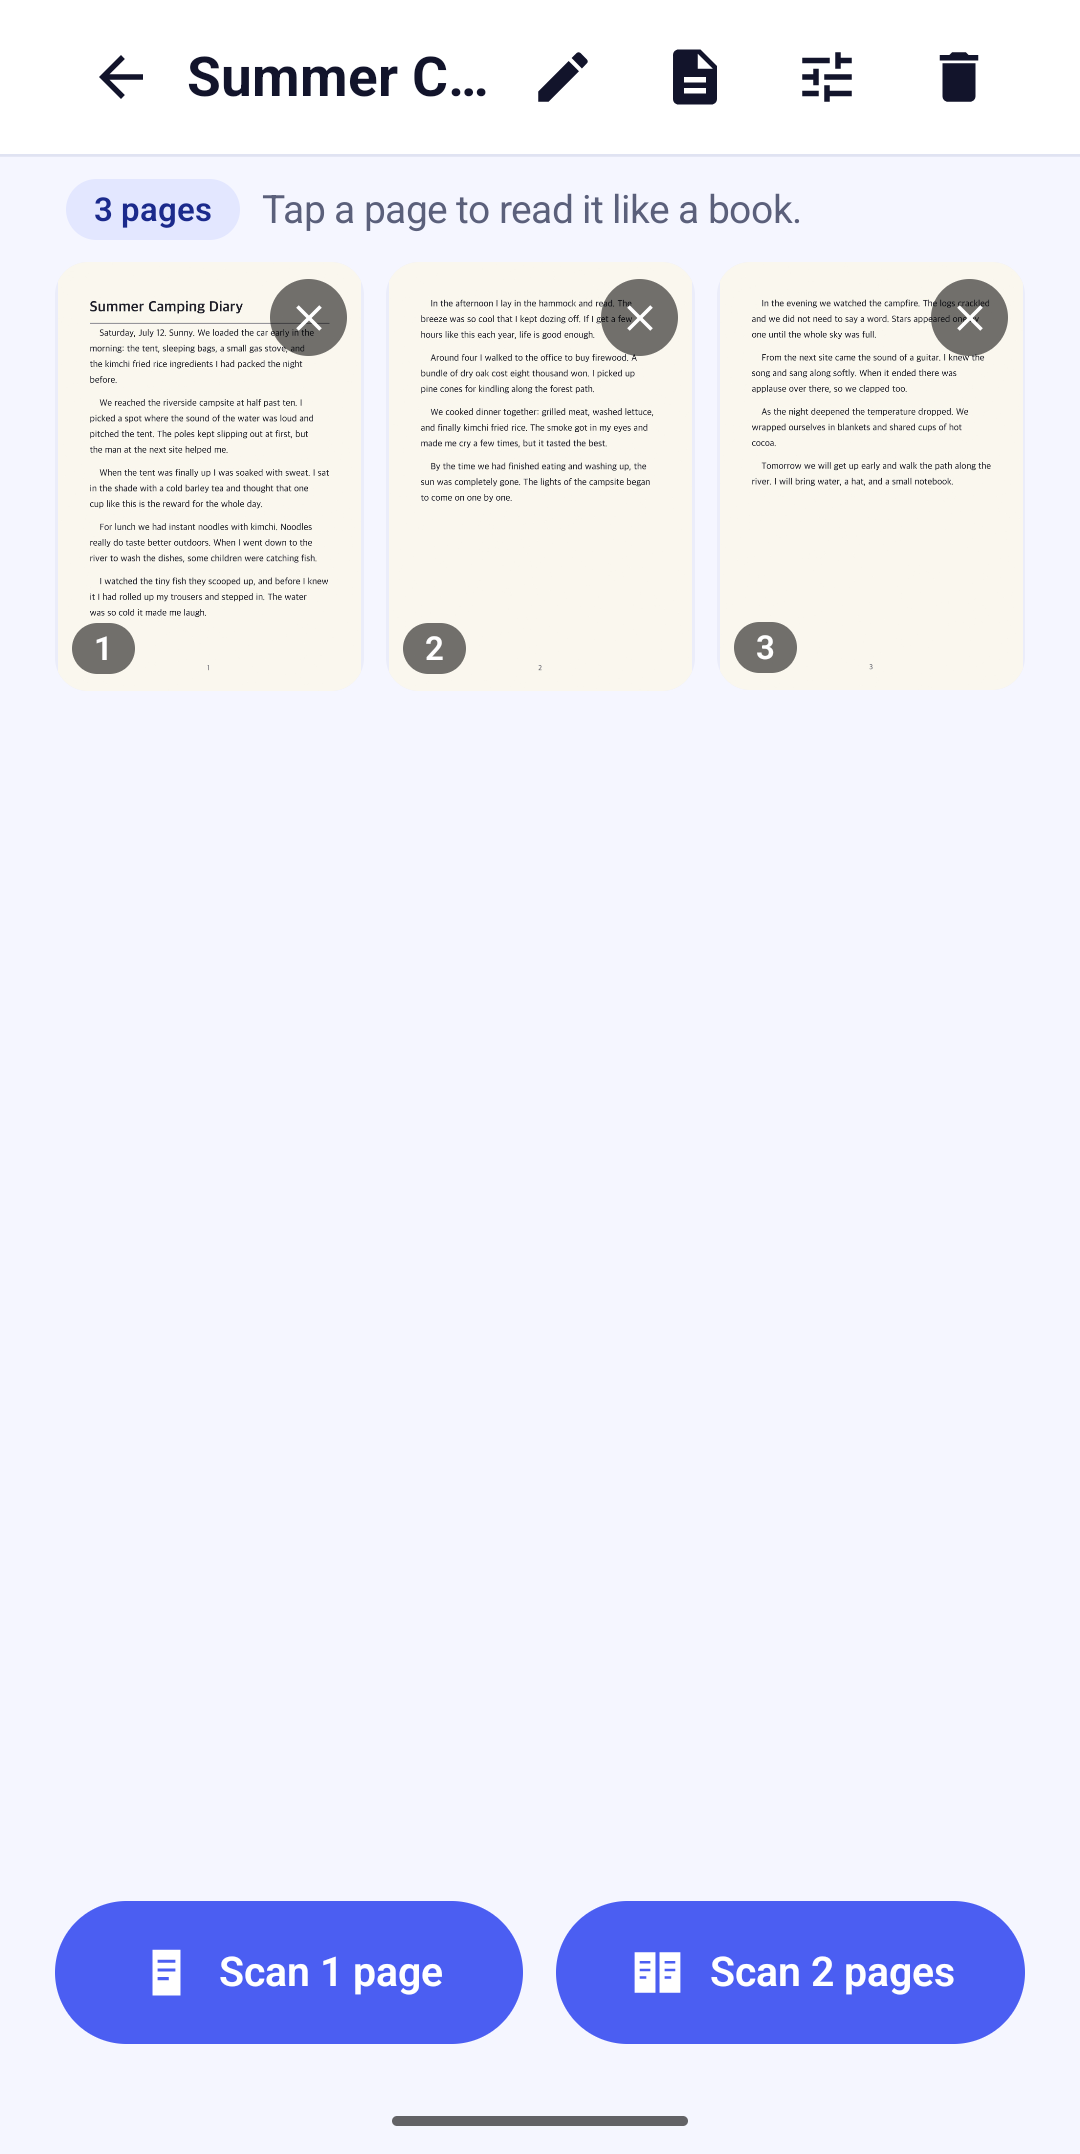 Summer C...
3 pages
Tap a page to read it like a book.
Summer Camping Diary
Saturday, July 12. Sunny. We loaded the car early in the
morning: the tent, sleeping bags, a small gas stove, and
the kimchi fried rice ingredients I had packed the night
before.
We reached the riverside campsite at half past ten. I
picked a spot where the sound of the water was loud and
pitched the tent. The poles kept slipping out at first, but
the man at the next site helped me.
When the tent was finally up I was soaked with sweat. I sat
in the shade with a cold barley tea and thought that one
cup like this is the reward for the whole day.
For lunch we had instant noodles with kimchi. Noodles
really do taste better outdoors. When I went down to the
river to wash the dishes, some children were catching fish.
I watched the tiny fish they scooped up, and before I knew
it I had rolled up my trousers and stepped in. The water
was so cold it made me laugh.
1
1
In the afternoon I lay in the hammock and read. The
breeze was so cool that I kept dozing off. If I get a few
hours like this each year, life is good enough.
Around four I walked to the office to buy firewood. A
bundle of dry oak cost eight thousand won. I picked up
pine cones for kindling along the forest path.
We cooked dinner together: grilled meat, washed lettuce,
and finally kimchi fried rice. The smoke got in my eyes and
made me cry a few times, but it tasted the best.
By the time we had finished eating and washing up, the
sun was completely gone. The lights of the campsite began
to come on one by one.
2
2
In the evening we watched the campfire. The logs crackled
and we did not need to say a word. Stars appeared one
one until the whole sky was full.
From the next site came the sound of a guitar. I knew the
song and sang along softly. When it ended there was
applause over there, so we clapped too.
As the night deepened the temperature dropped. We
wrapped ourselves in blankets and shared cups of hot
cocoa.
Tomorrow we will get up early and walk the path along the
river. I will bring water, a hat, and a small notebook.
3
3
Scan 1 page
Scan 2 pages